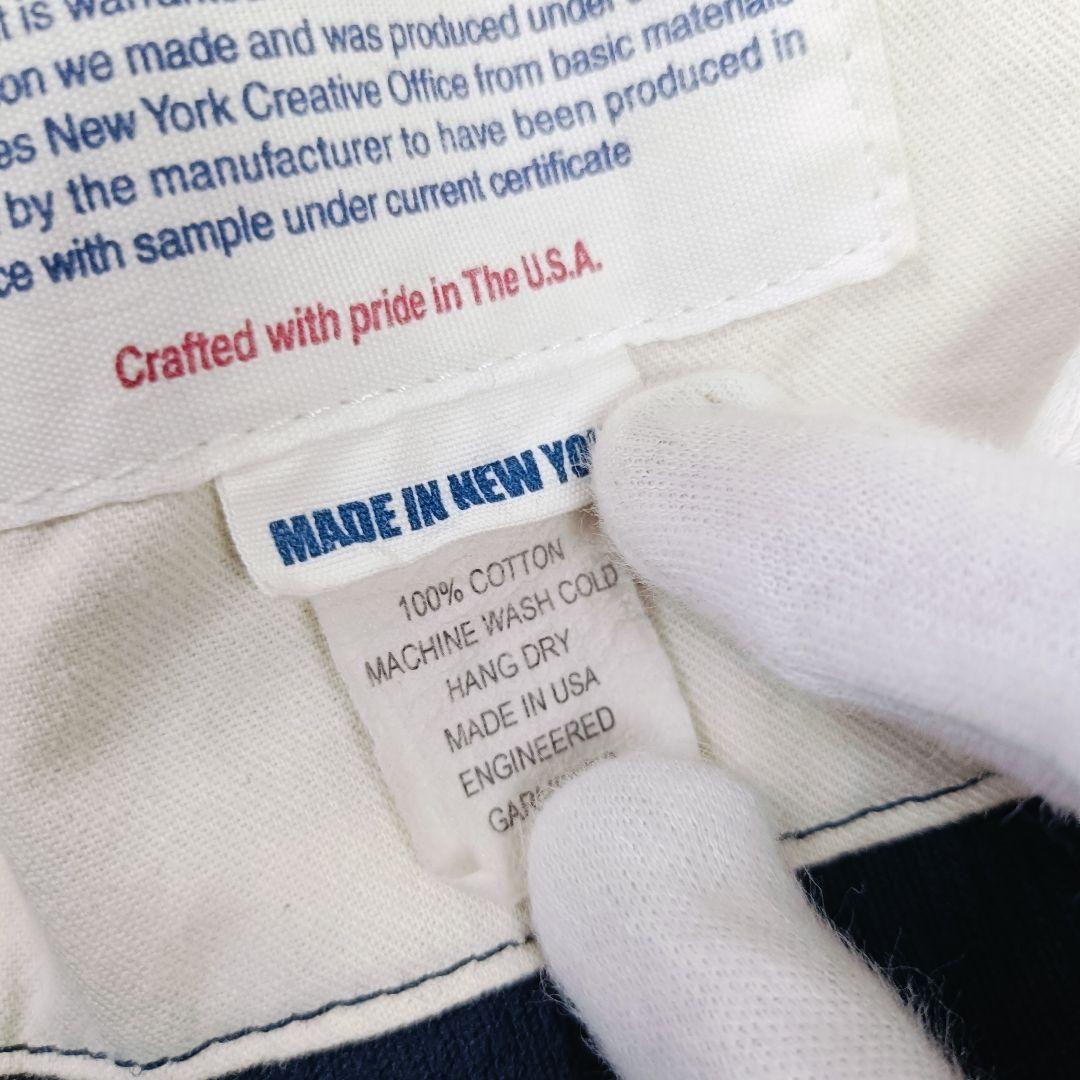 it is
on we made and was produced under
es New York Creative Office from basic materials
by the manufacturer to have been produced in
ce with sample under current certificate
Crafted with pride in The U.S.A.
MADE IN NEW YO
100% COTTON
MACHINE WASH COLD
HANG DRY
MADE IN USA
ENGINEERED